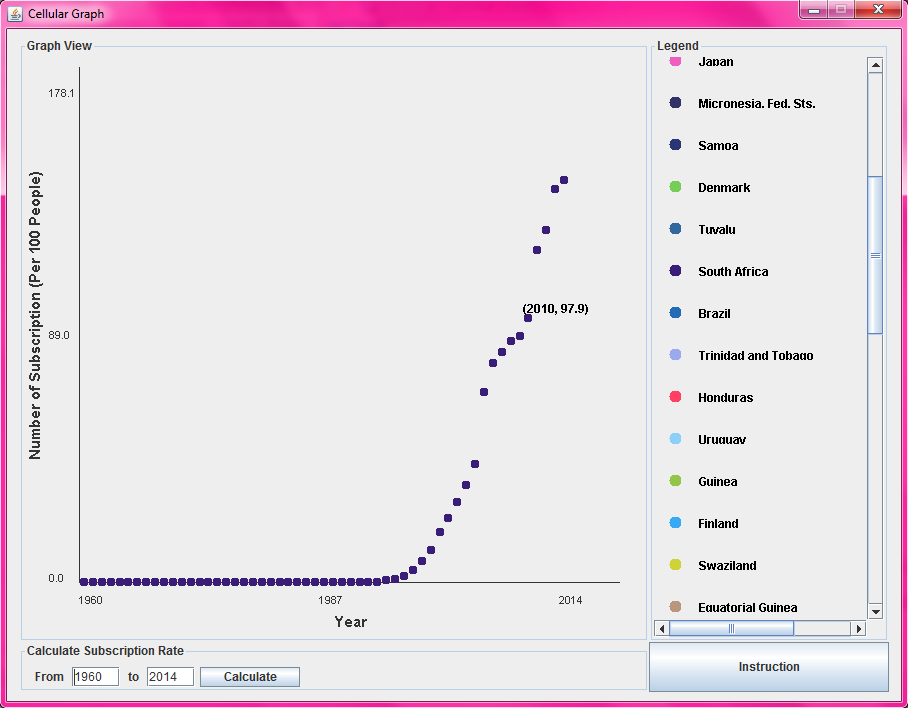 Cellular Graph
Graph View
178.1
89.0
0.0
Number of Subscription (Per 100 People)
(2010, 97.9)
1960
1987
2014
Year
Legend
Japan
Micronesia, Fed. Sts.
Samoa
Denmark
Tuvalu
South Africa
Brazil
Trinidad and Tobago
Honduras
Uruguay
Guinea
Finland
Swaziland
Equatorial Guinea
Calculate Subscription Rate
From 1960 to 2014 Calculate
Instruction